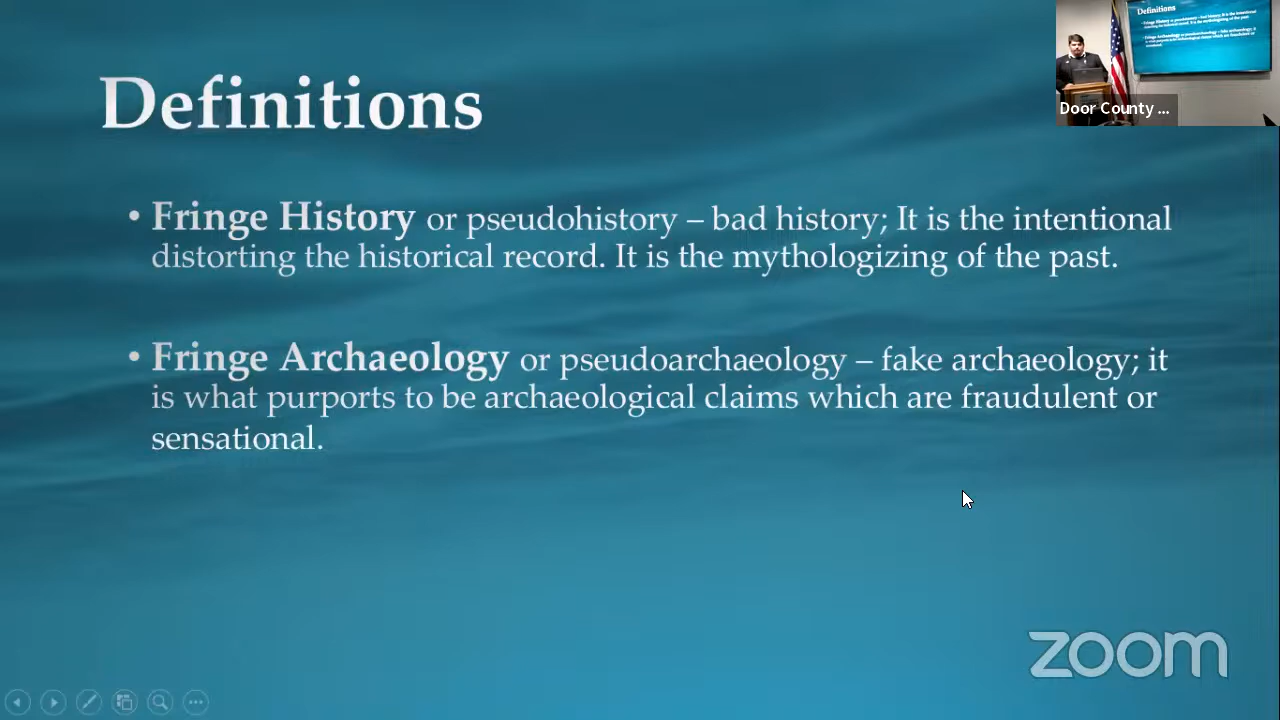 Definitions
• Fringe History or pseudohistory – bad history; It is the intentional
distorting the historical record. It is the mythologizing of the past.
• Fringe Archaeology or pseudoarchaeology – fake archaeology; it
is what purports to be archaeological claims which are fraudulent or
sensational.
Definitions
Door County ...
zoom